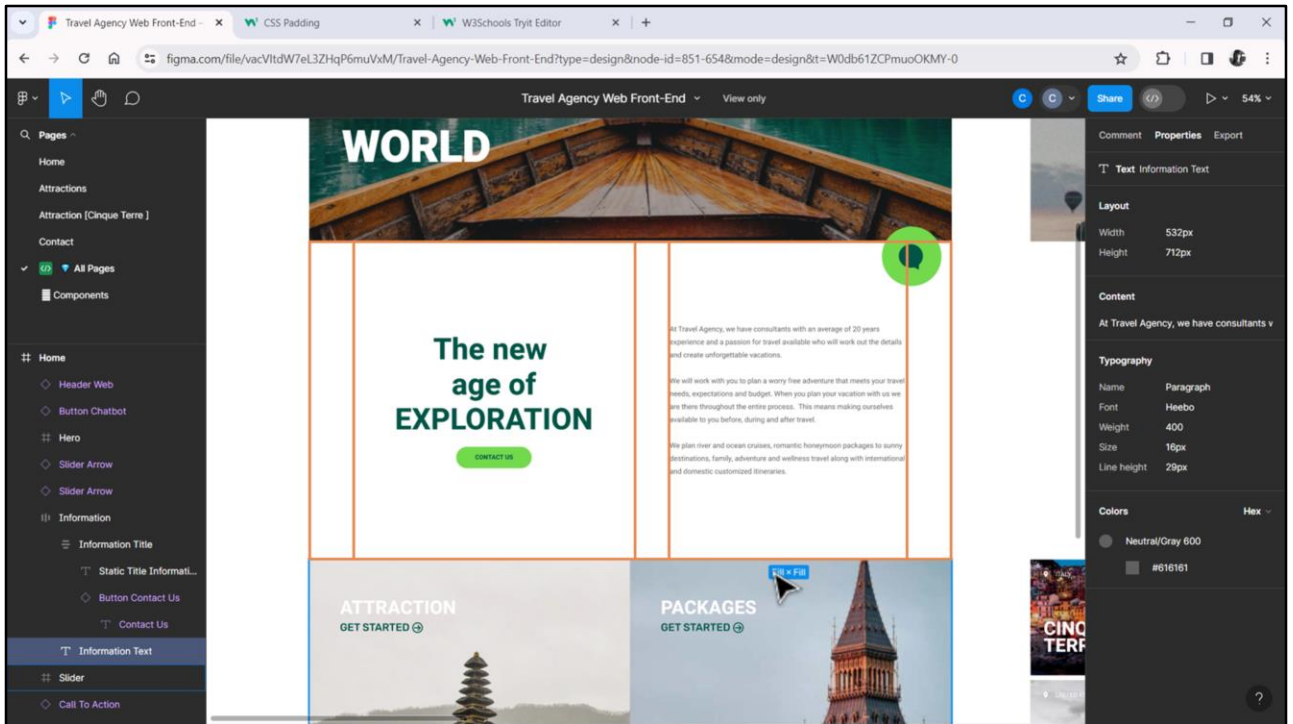 Travel Agency Web Front-End –
CSS Padding
W3Schools Tryit Editor
figma.com/file/vacVItdW7eL3ZHqP6muVxM/Travel-Agency-Web-Front-End?type=design&node-id=851-654&mode=design&t=W0db61ZCPmuoOKMY-0
Travel Agency Web Front-End
View only
C
C
Share
54%
Pages
Home
Attractions
Attraction [Cinque Terre ]
Contact
All Pages
Components
Home
Header Web
Button Chatbot
Hero
Slider Arrow
Slider Arrow
Information
Information Title
Static Title Informati...
Button Contact Us
Contact Us
Information Text
Slider
Call To Action
WORLD
The new
age of
EXPLORATION
CONTACT US
At Travel Agency, we have consultants with an average of 20 years
experience and a passion for travel available who will work out the details
and create unforgettable vacations.
We will work with you to plan a worry free adventure that meets your travel
needs, expectations and budget. When you plan your vacation with us we
are there throughout the entire process. This means making ourselves
available to you before, during and after travel.
We plan river and ocean cruises, romantic honeymoon packages to sunny
destinations, family, adventure and wellness travel along with international
and domestic customized itineraries.
Fill × Fill
ATTRACTION
GET STARTED
PACKAGES
GET STARTED
ITALY
CINQ
TERR
Comment Properties Export
Text Information Text
Layout
Width 532px
Height 712px
Content
At Travel Agency, we have consultants v
Typography
Name Paragraph
Font Heebo
Weight 400
Size 16px
Line height 29px
Colors Hex
Neutral/Gray 600
#616161
?